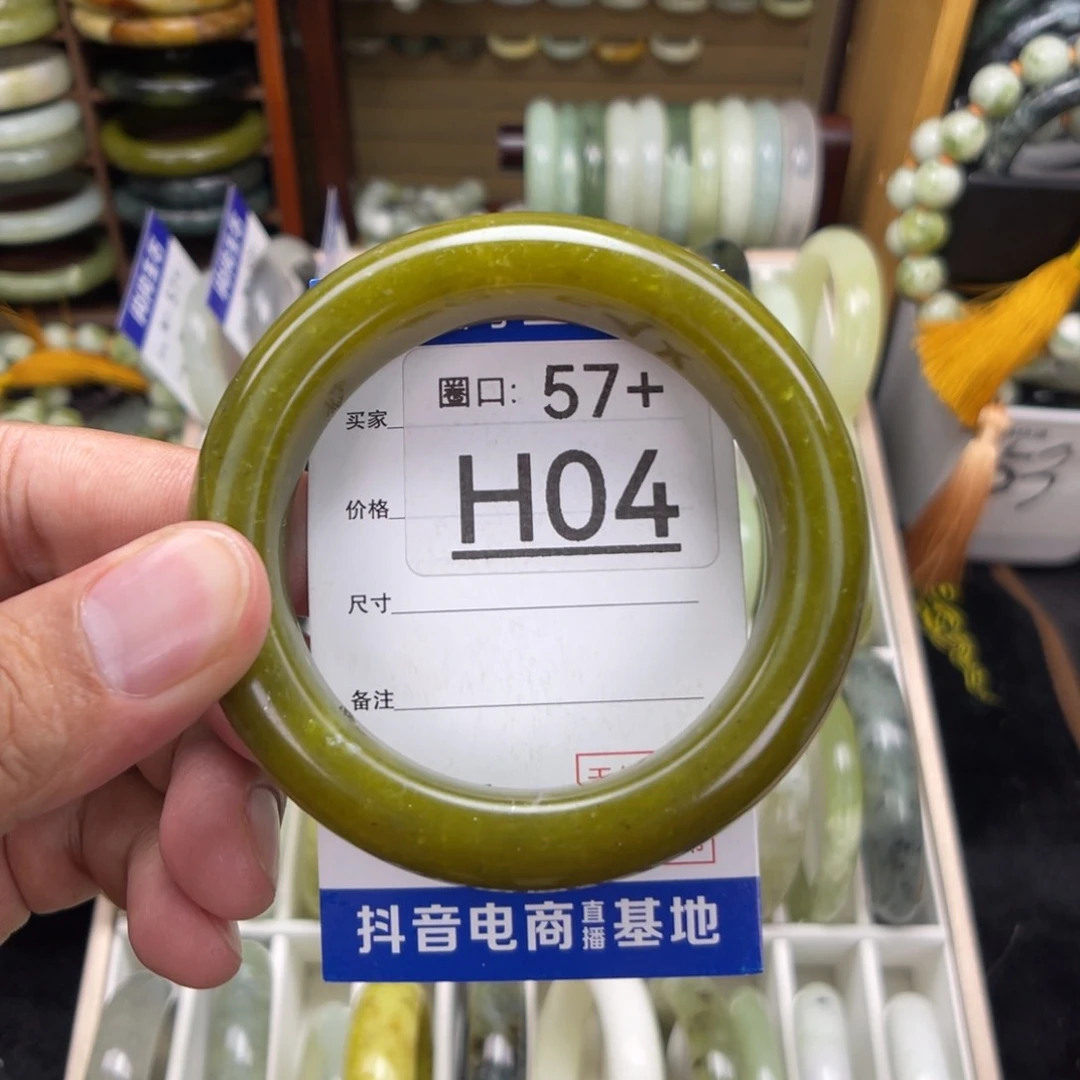 圈口: 57+
买家
H04
价格
尺寸
备注
抖音电商直播基地